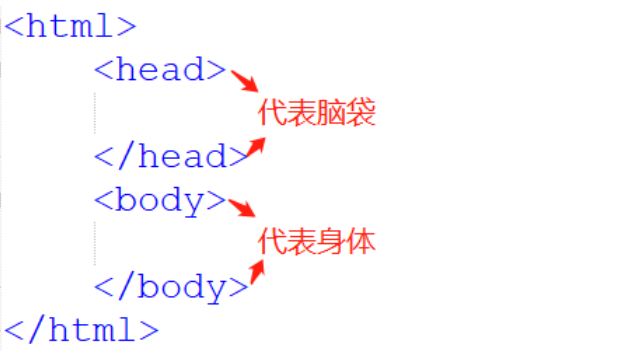 <html>
<head>
代表脑袋
</head>
<body>
代表身体
</body>
</html>